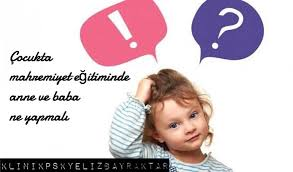 ! ?
Çocukta
mahremiyet eğitiminde
anne ve baba
ne yapmalı
KLINIKPSKYELIZBAYRAKTAR